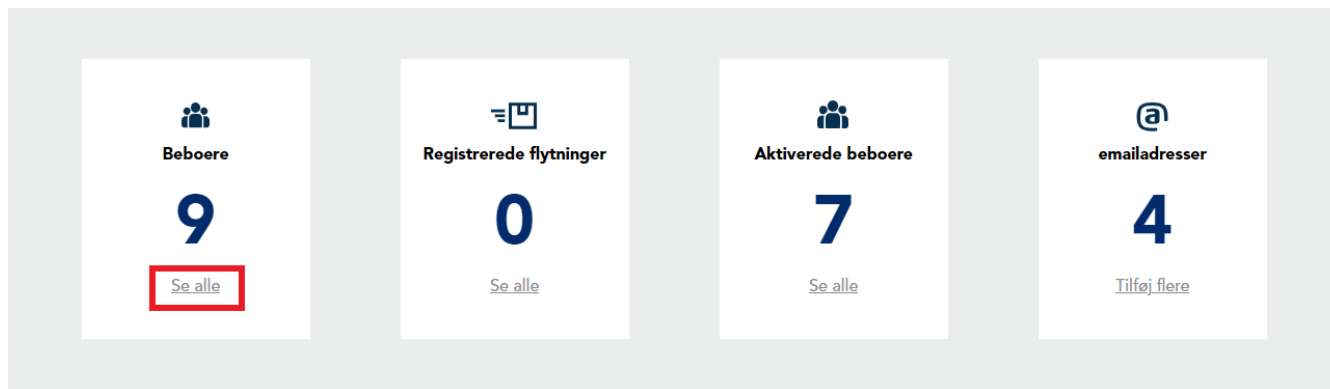 Beboere
9
Se alle
Registrerede flytninger
0
Se alle
Aktiverede beboere
7
Se alle
@
emailadresser
4
Tilføj flere